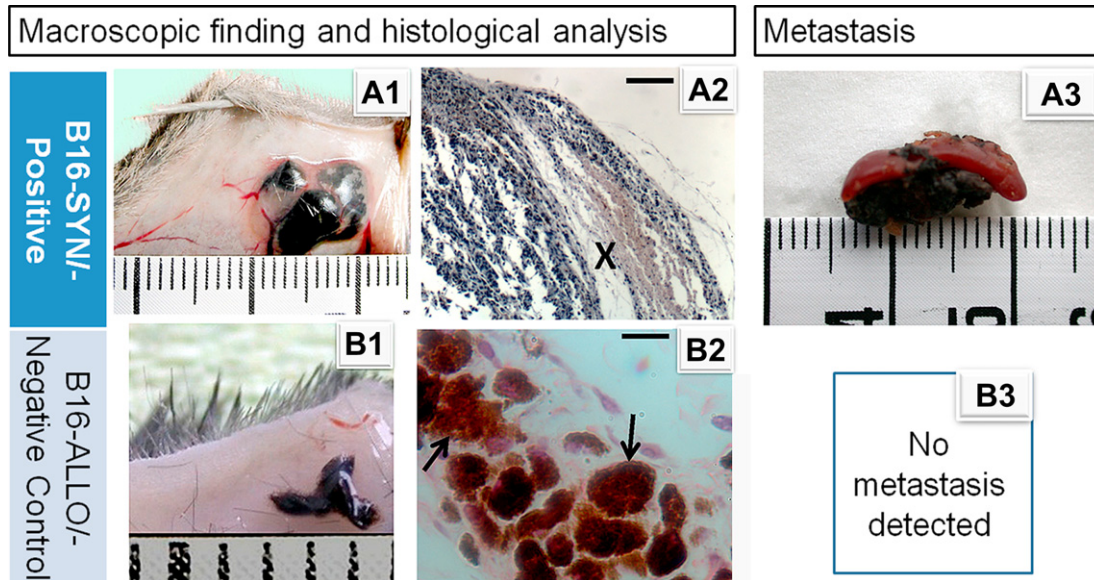 Macroscopic finding and histological analysis
Metastasis
B16-SYN/-
Positive
A1
A2
X
A3
B16-ALLO/-
Negative Control
B1
B2
B3
No
metastasis
detected